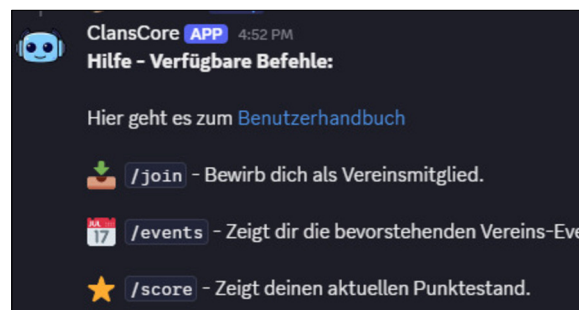 ClansCore APP 4:52 PM
Hilfe - Verfügbare Befehle:
Hier geht es zum Benutzerhandbuch
/join - Bewirb dich als Vereinsmitglied.
JUL 17 /events - Zeigt dir die bevorstehenden Vereins-Eve
/score - Zeigt deinen aktuellen Punktestand.